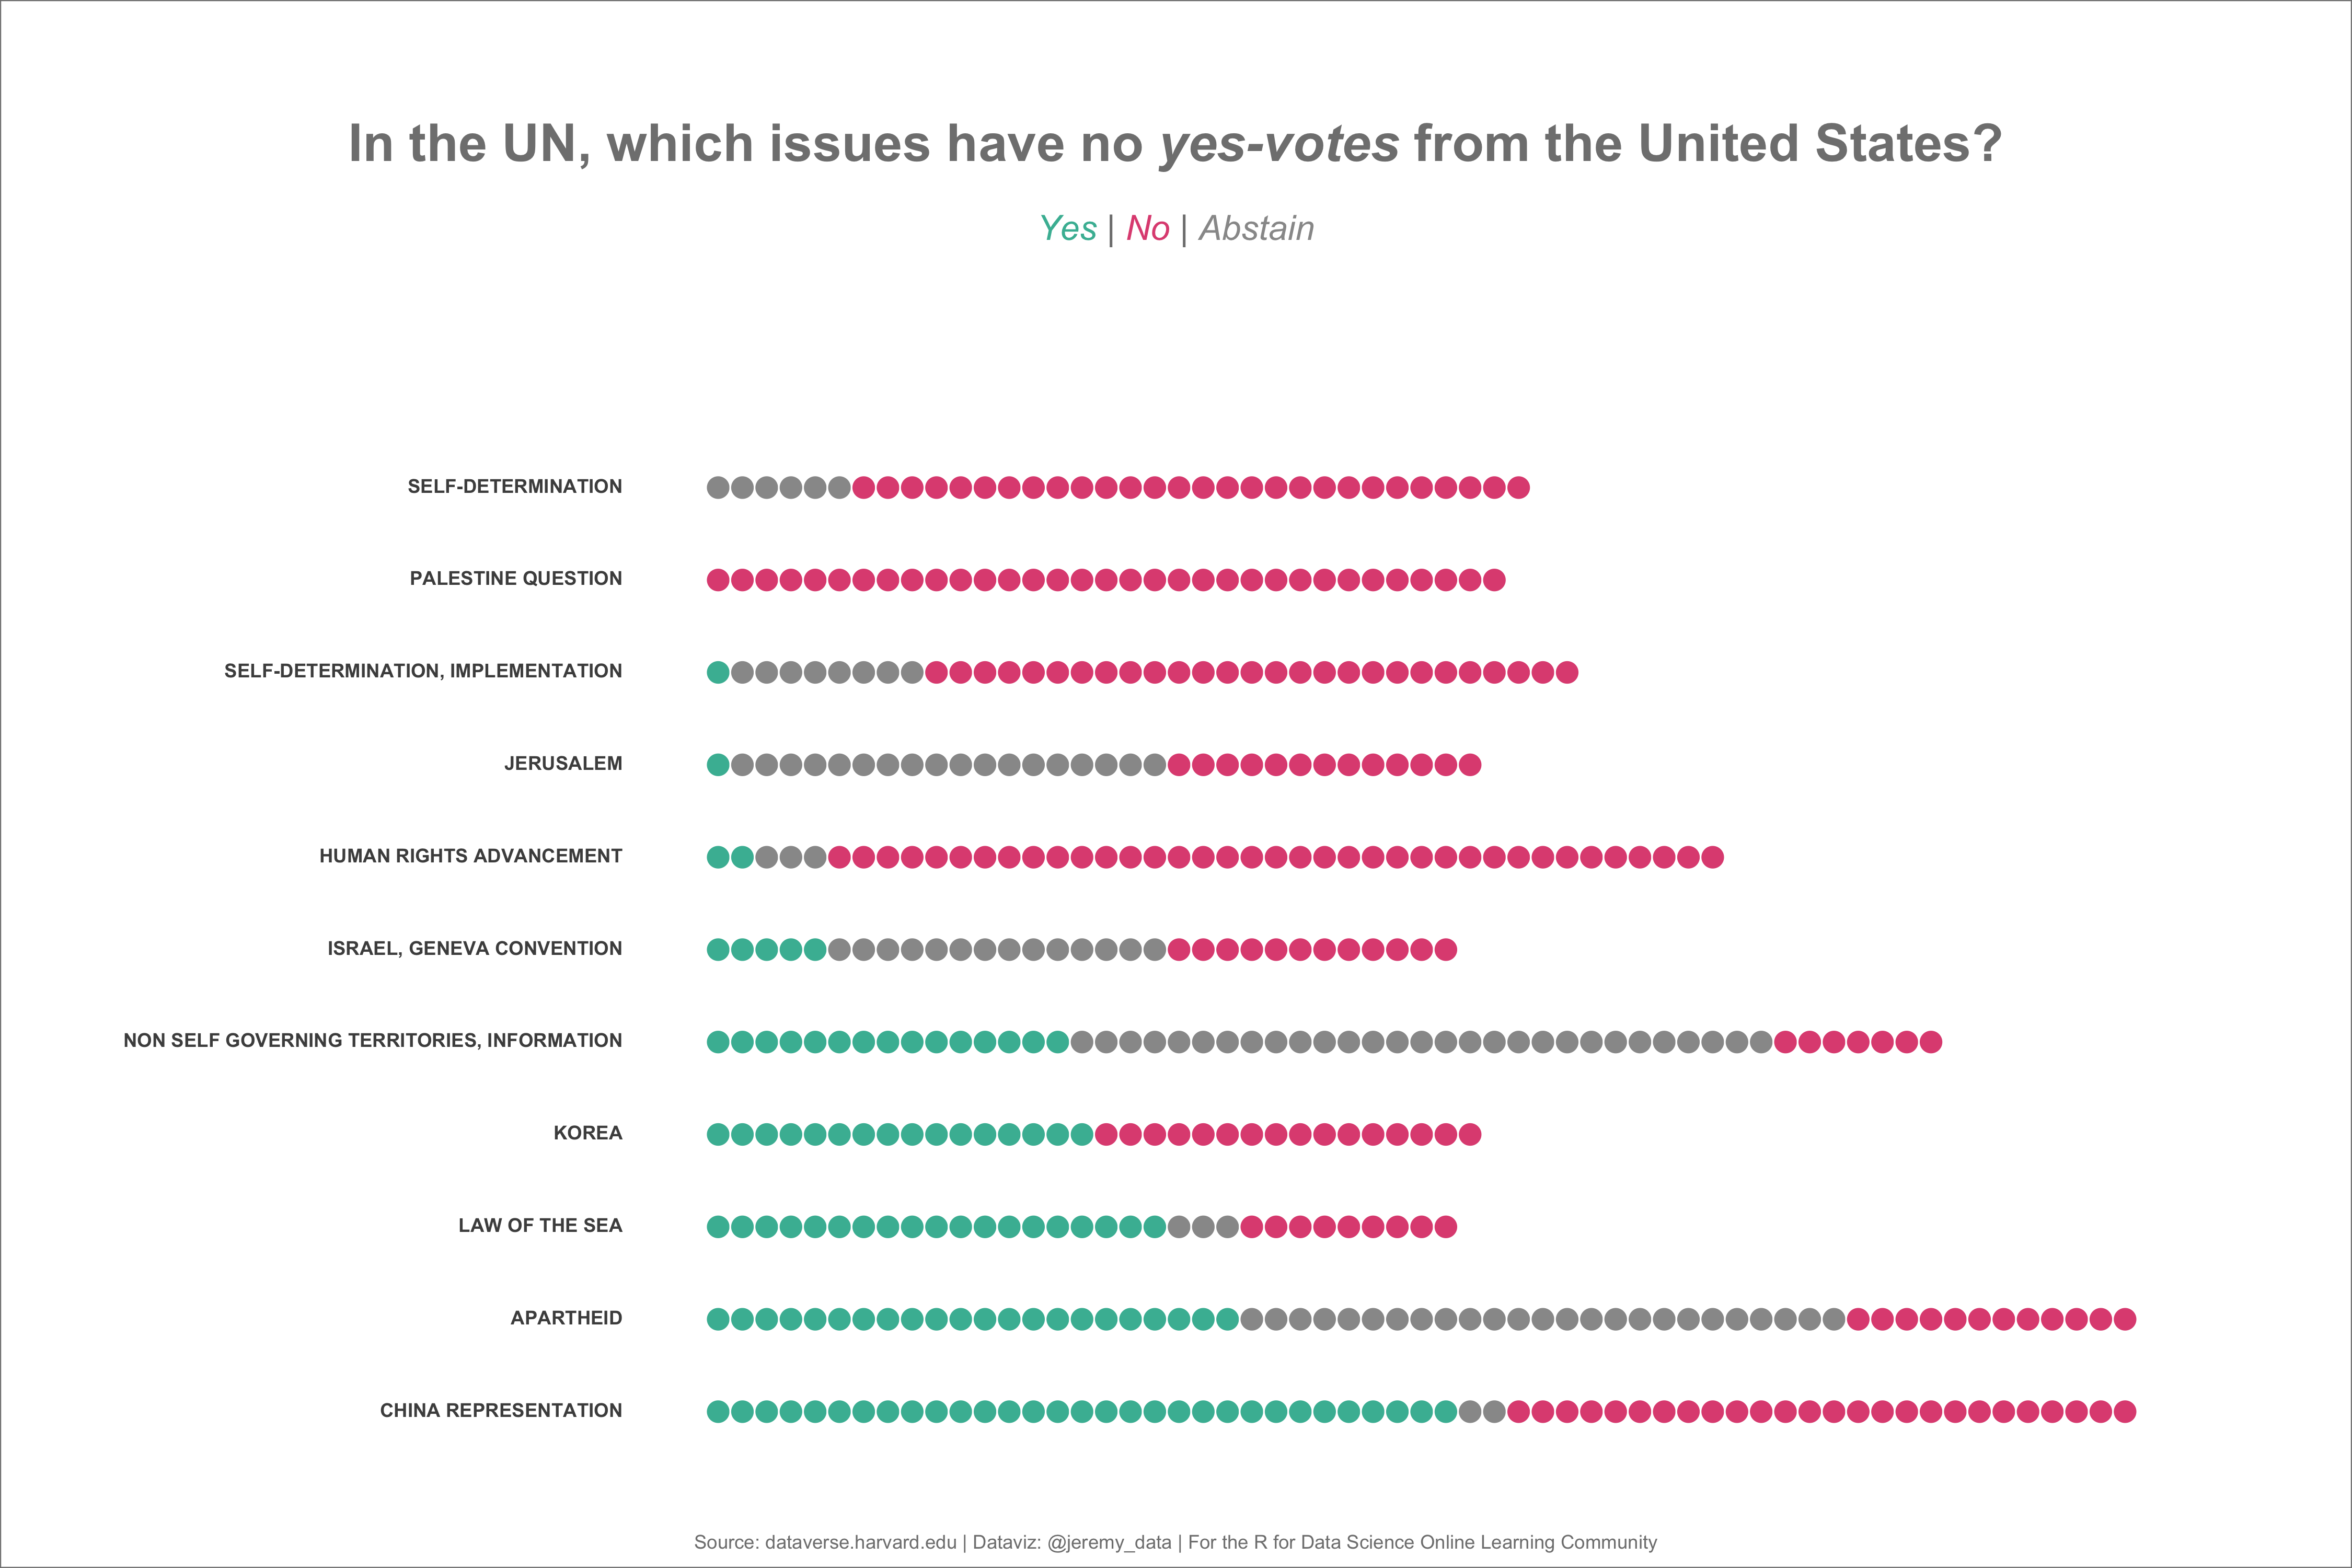 In the UN, which issues have no yes-votes from the United States?
Yes | No | Abstain
SELF-DETERMINATION
PALESTINE QUESTION
SELF-DETERMINATION, IMPLEMENTATION
JERUSALEM
HUMAN RIGHTS ADVANCEMENT
ISRAEL, GENEVA CONVENTION
NON SELF GOVERNING TERRITORIES, INFORMATION
KOREA
LAW OF THE SEA
APARTHEID
CHINA REPRESENTATION
Source: dataverse.harvard.edu | Dataviz: @jeremy_data | For the R for Data Science Online Learning Community